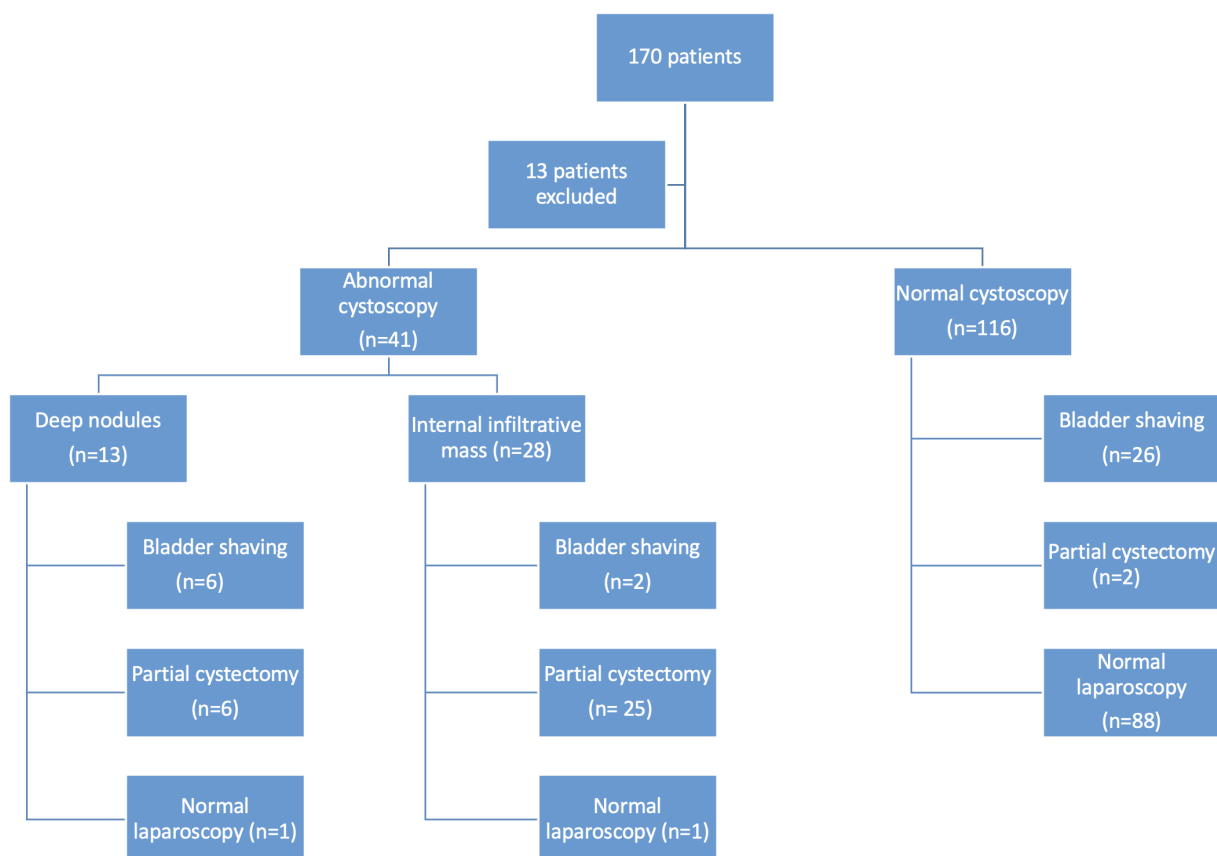 170 patients
13 patients
excluded
Abnormal
cystoscopy
(n=41)
Normal cystoscopy
(n=116)
Deep nodules
(n=13)
Internal infiltrative
mass (n=28)
Bladder shaving
(n=6)
Partial cystectomy
(n=6)
Normal
laparoscopy (n=1)
Bladder shaving
(n=2)
Partial cystectomy
(n= 25)
Normal
laparoscopy (n=1)
Bladder shaving
(n=26)
Partial cystectomy
(n=2)
Normal
laparoscopy
(n=88)